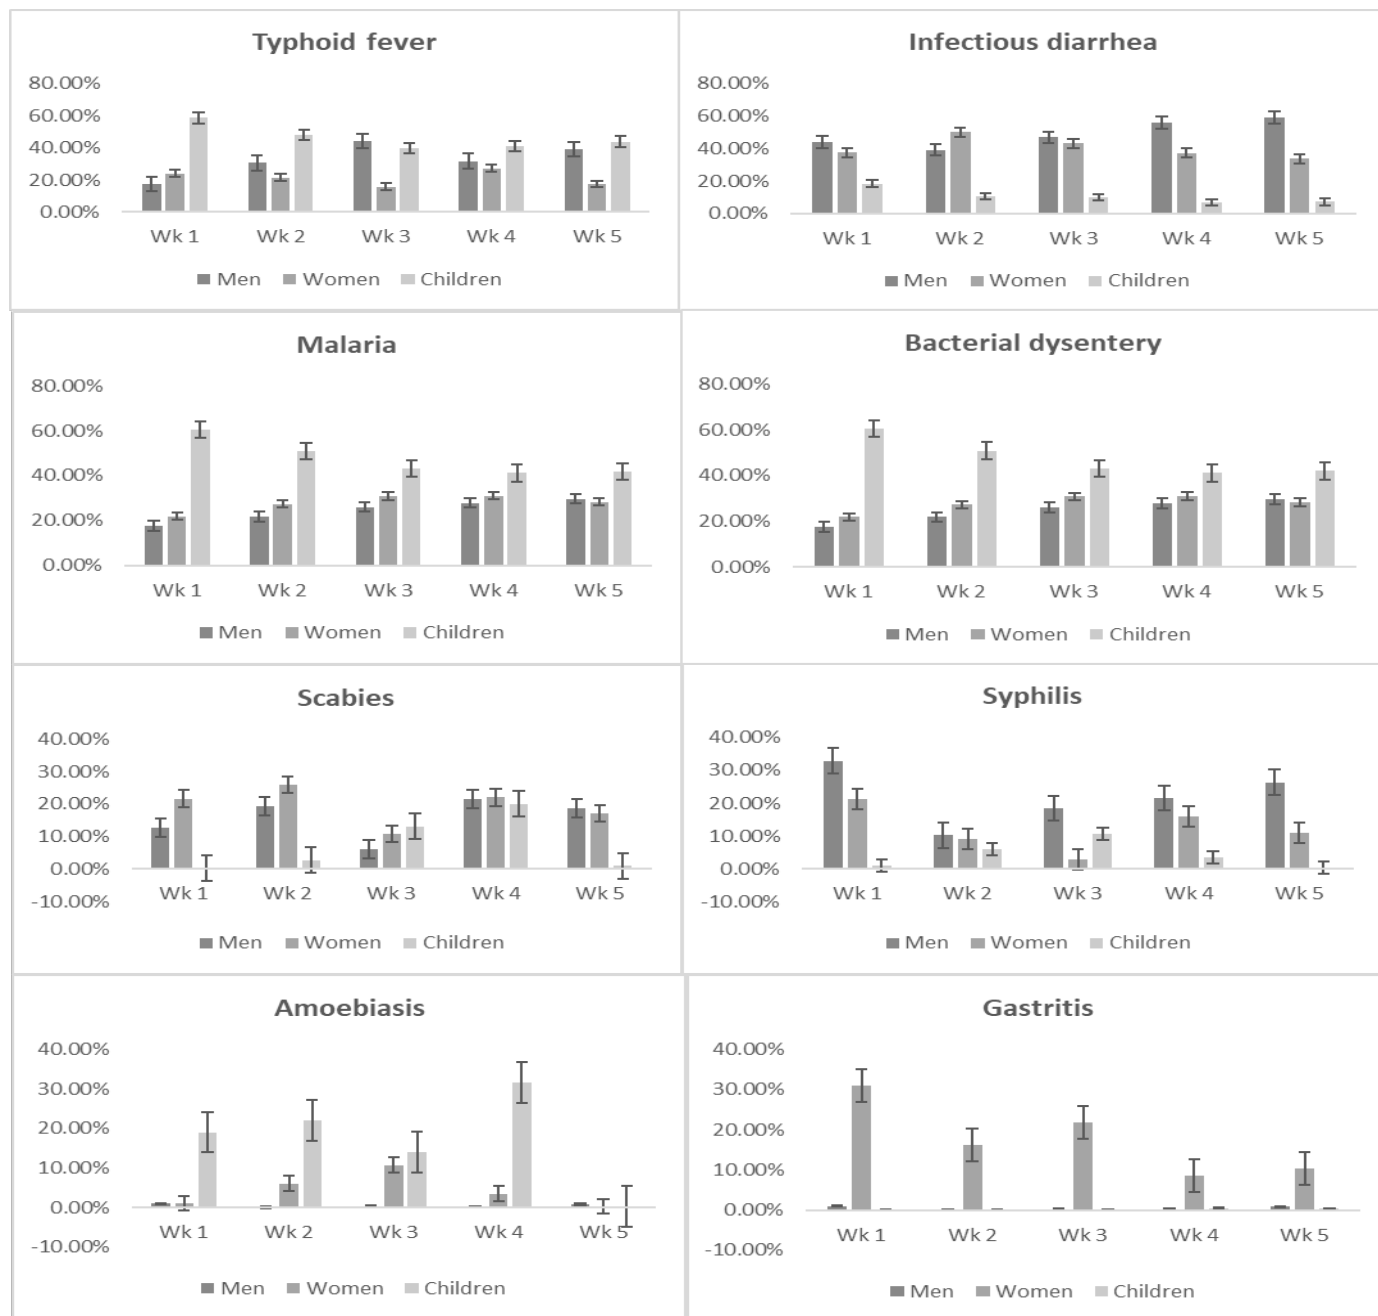 Typhoid fever
80.00%
60.00%
40.00%
20.00%
0.00%
Wk 1 Wk 2 Wk 3 Wk 4 Wk 5
Men Women Children
Infectious diarrhea
80.00%
60.00%
40.00%
20.00%
0.00%
Wk 1 Wk 2 Wk 3 Wk 4 Wk 5
Men Women Children
Malaria
80.00%
60.00%
40.00%
20.00%
0.00%
Wk 1 Wk 2 Wk 3 Wk 4 Wk 5
Men Women Children
Bacterial dysentery
80.00%
60.00%
40.00%
20.00%
0.00%
Wk 1 Wk 2 Wk 3 Wk 4 Wk 5
Men Women Children
Scabies
40.00%
30.00%
20.00%
10.00%
0.00%
-10.00%
Wk 1 Wk 2 Wk 3 Wk 4 Wk 5
Men Women Children
Syphilis
40.00%
30.00%
20.00%
10.00%
0.00%
-10.00%
Wk 1 Wk 2 Wk 3 Wk 4 Wk 5
Men Women Children
Amoebiasis
40.00%
30.00%
20.00%
10.00%
0.00%
-10.00%
Wk 1 Wk 2 Wk 3 Wk 4 Wk 5
Men Women Children
Gastritis
40.00%
30.00%
20.00%
10.00%
0.00%
-10.00%
Wk 1 Wk 2 Wk 3 Wk 4 Wk 5
Men Women Children